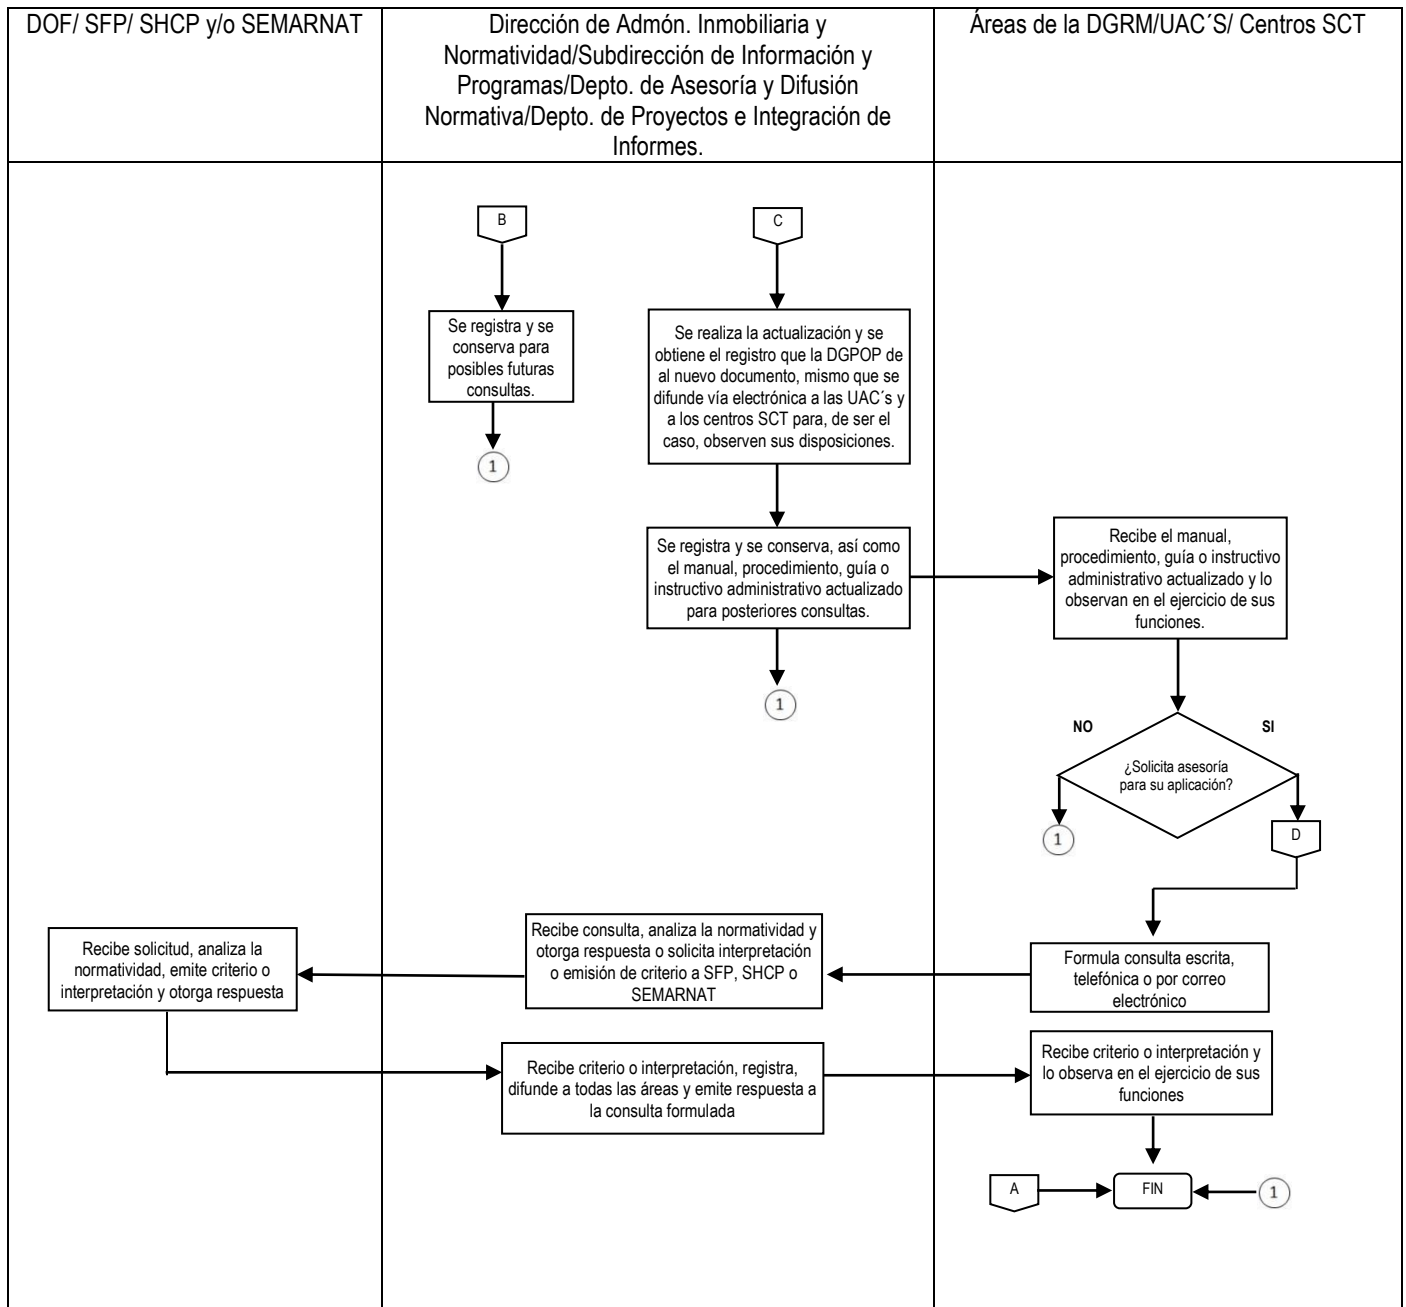 DOF/ SFP/ SHCP y/o SEMARNAT
Dirección de Admón. Inmobiliaria y
Normatividad/Subdirección de Información y
Programas/Depto. de Asesoría y Difusión
Normativa/Depto. de Proyectos e Integración de
Informes.
Áreas de la DGRM/UAC´S/ Centros SCT
B
C
Se registra y se
conserva para
posibles futuras
consultas.
1
Se realiza la actualización y se
obtiene el registro que la DGPOP de
al nuevo documento, mismo que se
difunde vía electrónica a las UAC´s y
a los centros SCT para, de ser el
caso, observen sus disposiciones.
Se registra y se conserva, así como
el manual, procedimiento, guía o
instructivo administrativo actualizado
para posteriores consultas.
1
Recibe el manual,
procedimiento, guía o instructivo
administrativo actualizado y lo
observan en el ejercicio de sus
funciones.
NO
SI
¿Solicita asesoría
para su aplicación?
1
D
Formula consulta escrita,
telefónica o por correo
electrónico
Recibe consulta, analiza la normatividad y
otorga respuesta o solicita interpretación
o emisión de criterio a SFP, SHCP o
SEMARNAT
Recibe solicitud, analiza la
normatividad, emite criterio o
interpretación y otorga respuesta
Recibe criterio o interpretación, registra,
difunde a todas las áreas y emite respuesta a
la consulta formulada
Recibe criterio o interpretación y
lo observa en el ejercicio de sus
funciones
A
FIN
1